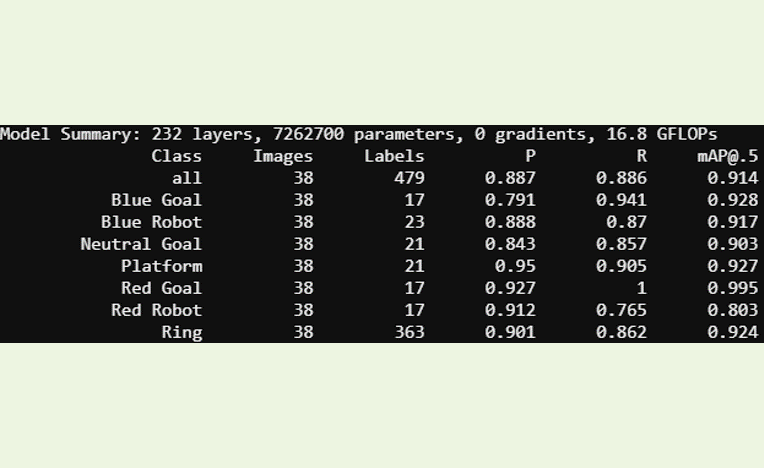 Model Summary: 232 layers, 7262700 parameters, 0 gradients, 16.8 GFLOPs
Class Images Labels P R mAP@.5
all 38 479 0.887 0.886 0.914
Blue Goal 38 17 0.791 0.941 0.928
Blue Robot 38 23 0.888 0.87 0.917
Neutral Goal 38 21 0.843 0.857 0.903
Platform 38 21 0.95 0.905 0.927
Red Goal 38 17 0.927 1 0.995
Red Robot 38 17 0.912 0.765 0.803
Ring 38 363 0.901 0.862 0.924